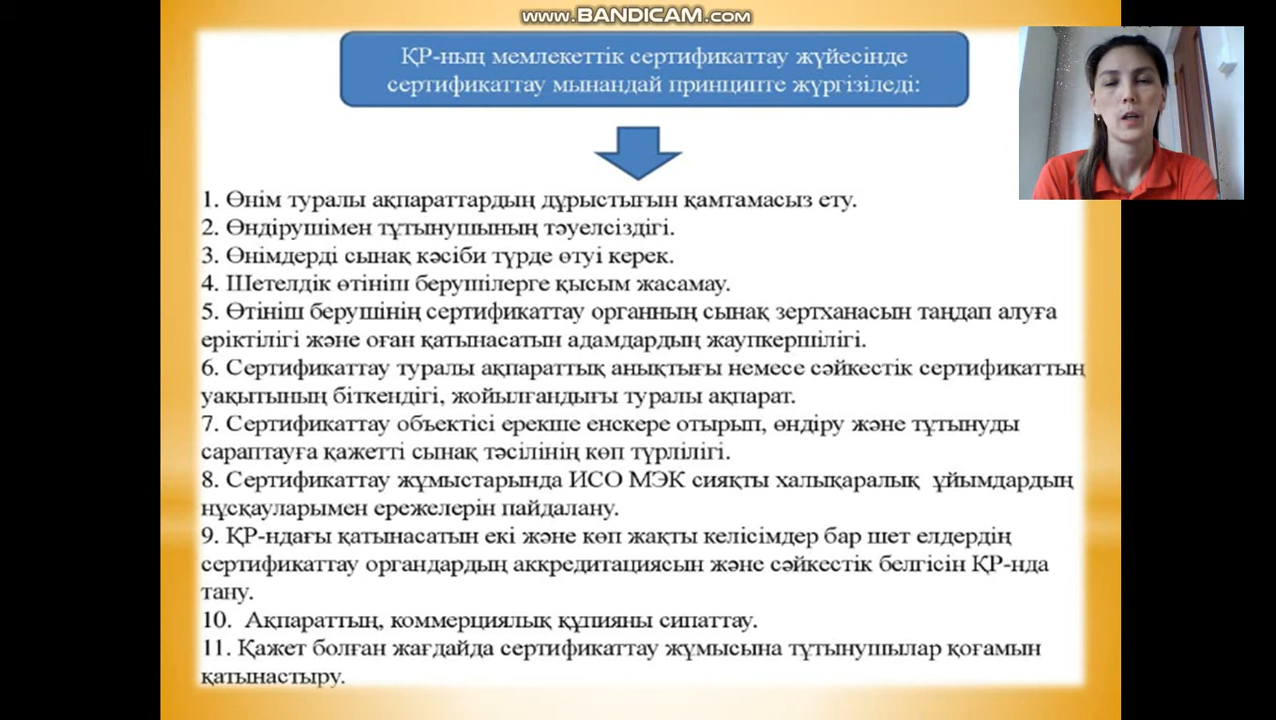 www.BANDICAM.com
ҚР-ның мемлекеттік сертификаттау жүйесінде
сертификаттау мынандай принципте жүргізіледі:
1. Өнім туралы ақпараттардың дұрыстығын қамтамасыз ету.
2. Өндірушімен тұтынушының тәуелсіздігі.
3. Өнімдерді сынақ кәсіби түрде өтуі керек.
4. Шетелдік өтініш берушілерге қысым жасамау.
5. Өтініш берушінің сертификаттау органның сынақ зертханасын таңдап алуға
еріктілігі және оған қатынасатын адамдардың жаупкершілігі.
6. Сертификаттау туралы ақпараттық анықтығы немесе сәйкестік сертификаттың
уақытының біткендігі, жойылғандығы туралы ақпарат.
7. Сертификаттау объектісі ерекше енскере отырып, өндіру және тұтынуды
сараптауға қажетті сынақ тәсілінің көп түрлілігі.
8. Сертификаттау жұмыстарында ИСО МЭК сияқты халықаралық ұйымдардың
нұсқауларымен ережелерін пайдалану.
9. ҚР-ндағы қатынасатын екі және көп жақты келісімдер бар шет елдердің
сертификаттау органдардың аккредитациясын және сәйкестік белгісін ҚР-нда
тану.
10. Ақпараттың, коммерциялық құпияны сипаттау.
11. Қажет болған жағдайда сертификаттау жұмысына тұтынушылар қоғамын
қатынастыру.